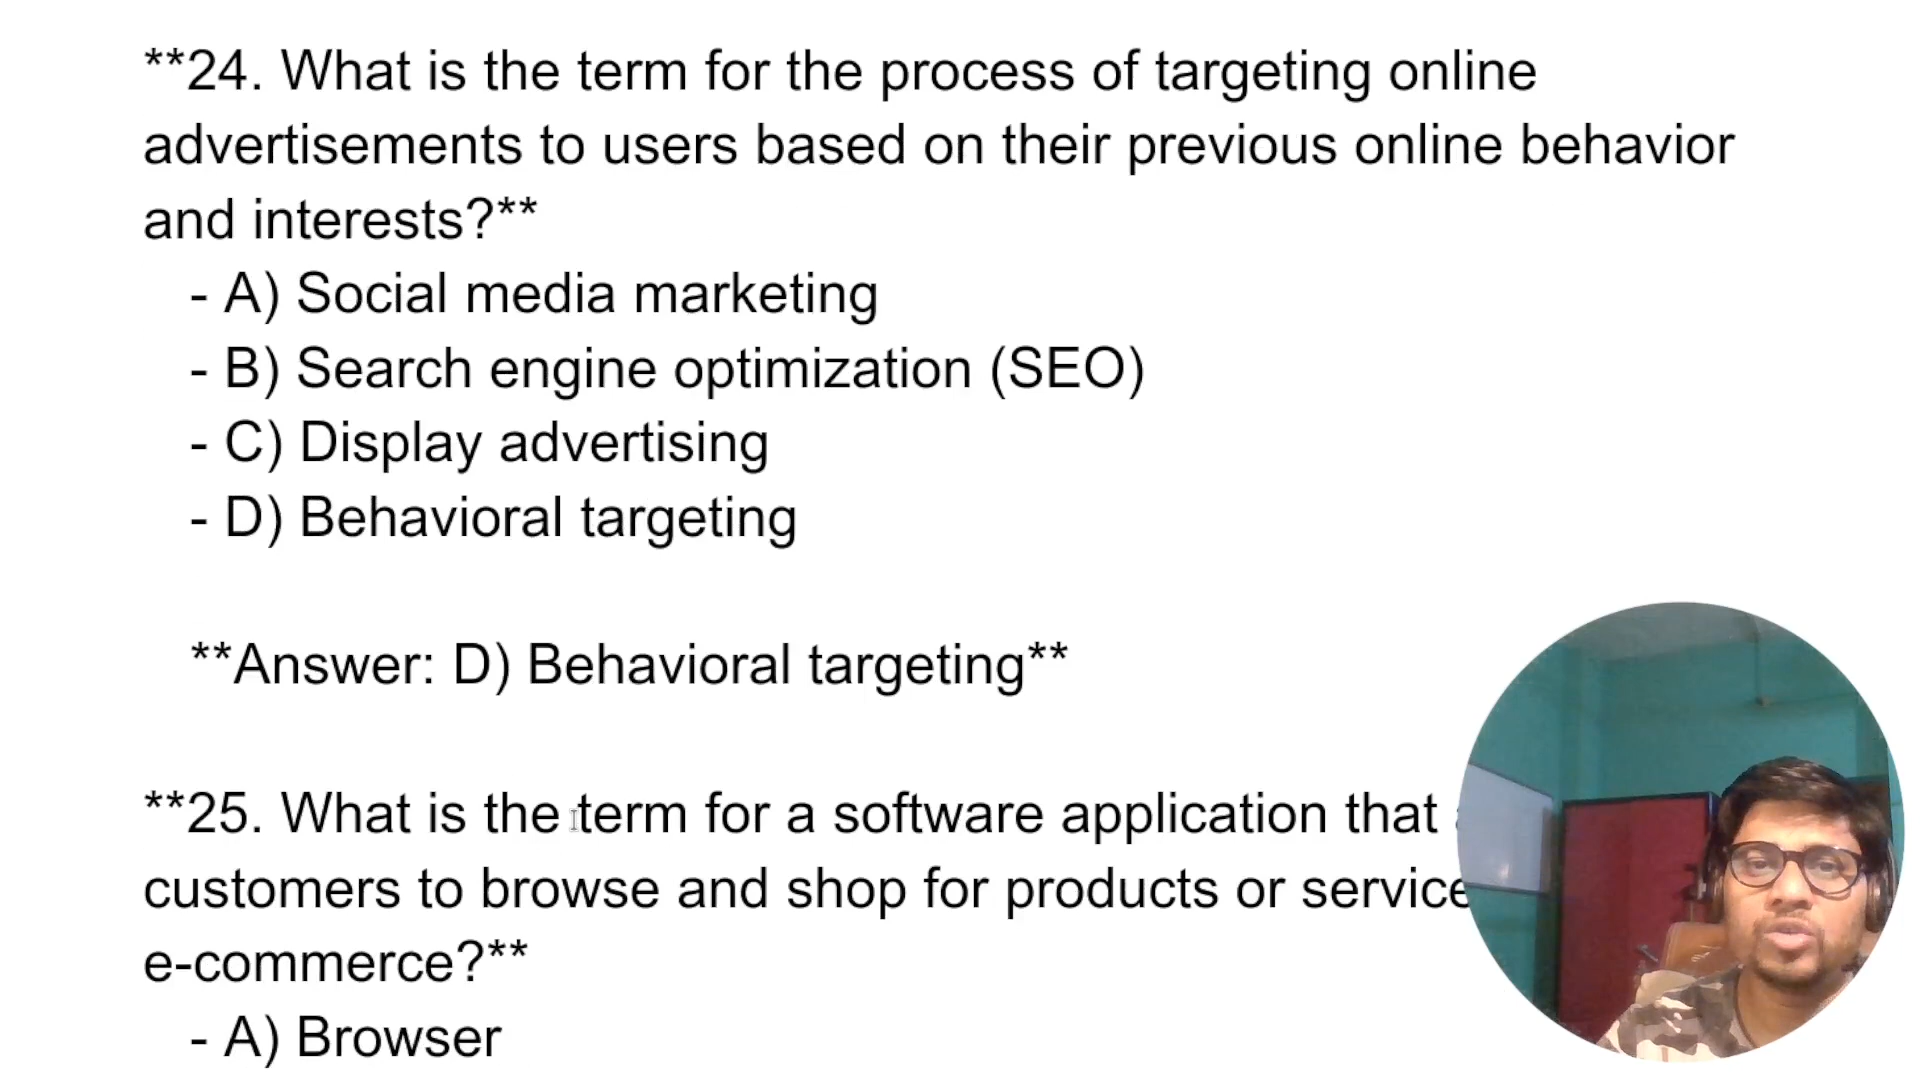 **24. What is the term for the process of targeting online
advertisements to users based on their previous online behavior
and interests?**
- A) Social media marketing
- B) Search engine optimization (SEO)
- C) Display advertising
- D) Behavioral targeting
**Answer: D) Behavioral targeting**
**25. What is the term for a software application that
customers to browse and shop for products or service
e-commerce?**
- A) Browser